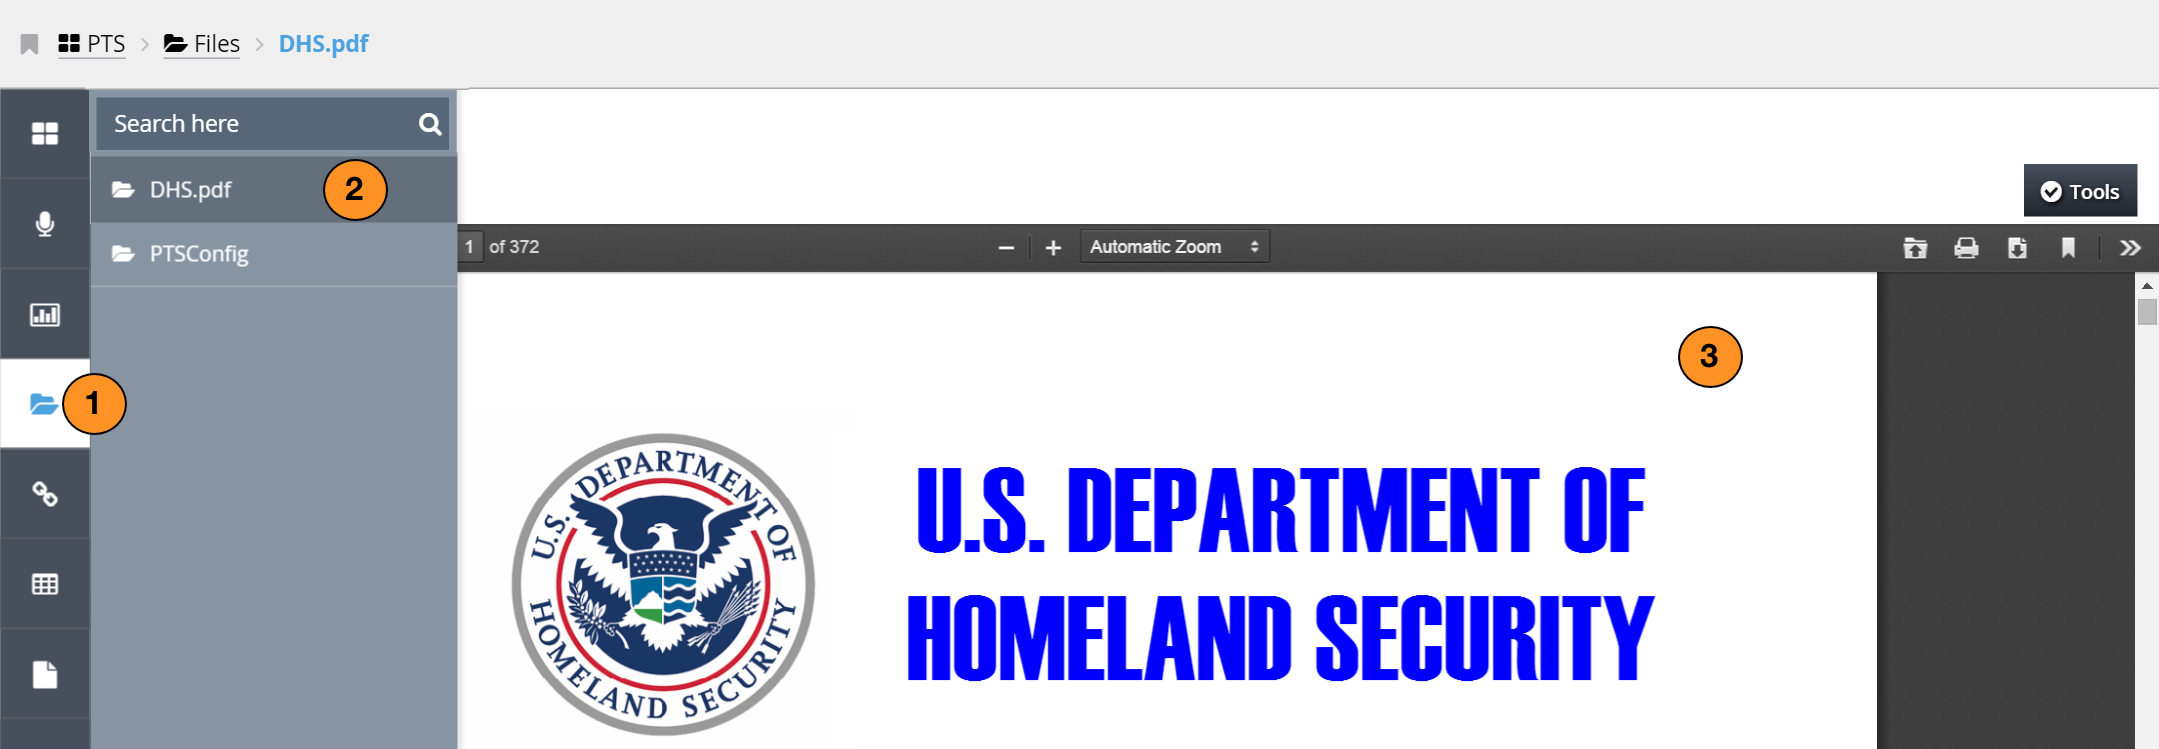 PTS
Files
DHS.pdf
Search here
DHS.pdf
2
PTSConfig
1
Tools
1 of 372
Automatic Zoom
3
U.S. DEPARTMENT OF
HOMELAND SECURITY
U.S. DEPARTMENT OF
HOMELAND SECURITY